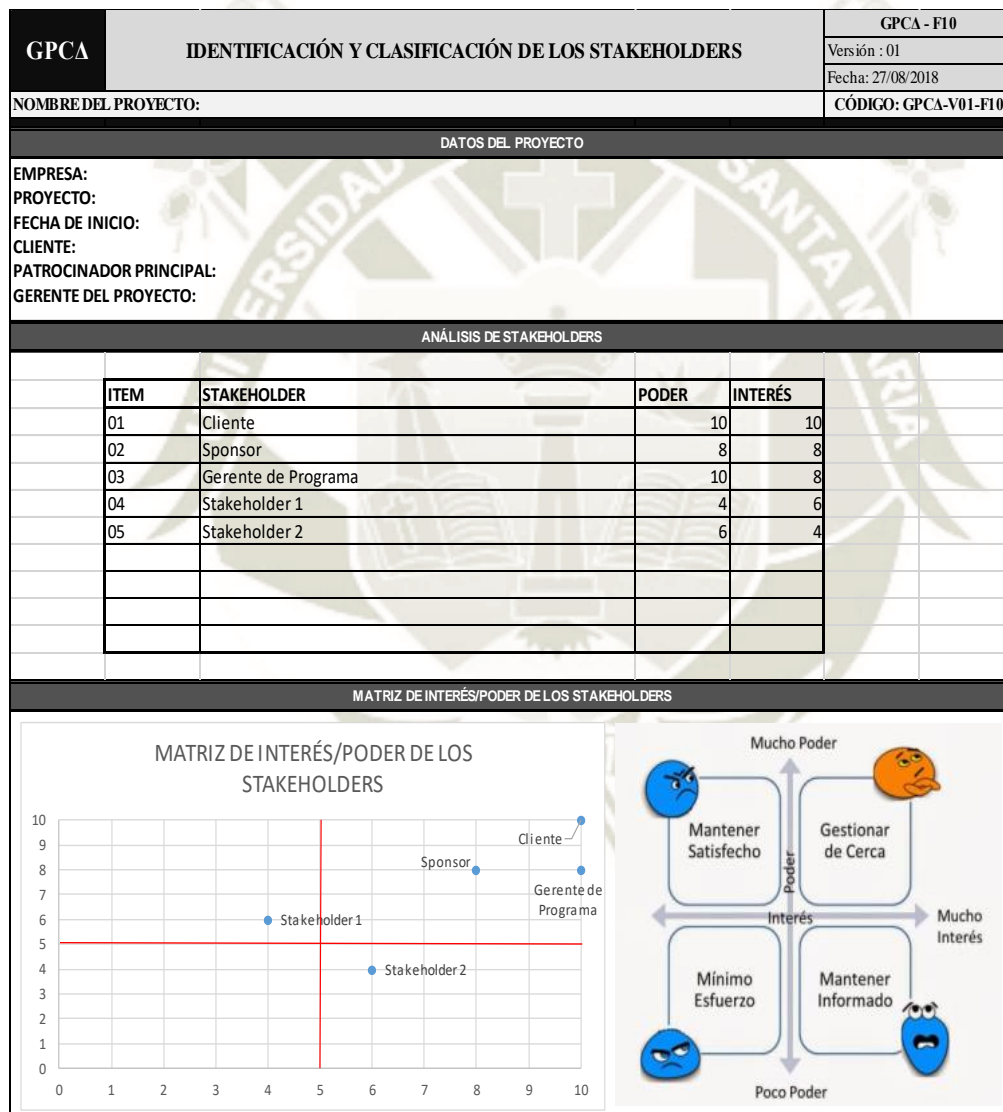 GPCΔ
IDENTIFICACIÓN Y CLASIFICACIÓN DE LOS STAKEHOLDERS
GPCΔ - F10
Versión : 01
Fecha: 27/08/2018
NOMBRE DEL PROYECTO:
CÓDIGO: GPCΔ-V01-F10
DATOS DEL PROYECTO
EMPRESA:
PROYECTO:
FECHA DE INICIO:
CLIENTE:
PATROCINADOR PRINCIPAL:
GERENTE DEL PROYECTO:
ANÁLISIS DE STAKEHOLDERS
ITEM STAKEHOLDER PODER INTERÉS
01 Cliente 10 10
02 Sponsor 8 8
03 Gerente de Programa 10 8
04 Stakeholder 1 4 6
05 Stakeholder 2 6 4
MATRIZ DE INTERÉS/PODER DE LOS STAKEHOLDERS
MATRIZ DE INTERÉS/PODER DE LOS
STAKEHOLDERS
10
9
8
7
6
5
4
3
2
1
0
0 1 2 3 4 5 6 7 8 9 10
Cliente
Sponsor
Gerente de
Programa
Stakeholder 1
Stakeholder 2
Mucho Poder
Mantener
Satisfecho
Gestionar
de Cerca
Poder
Interés
Mucho
Interés
Mínimo
Esfuerzo
Mantener
Informado
Poco Poder
SANTA MARIA